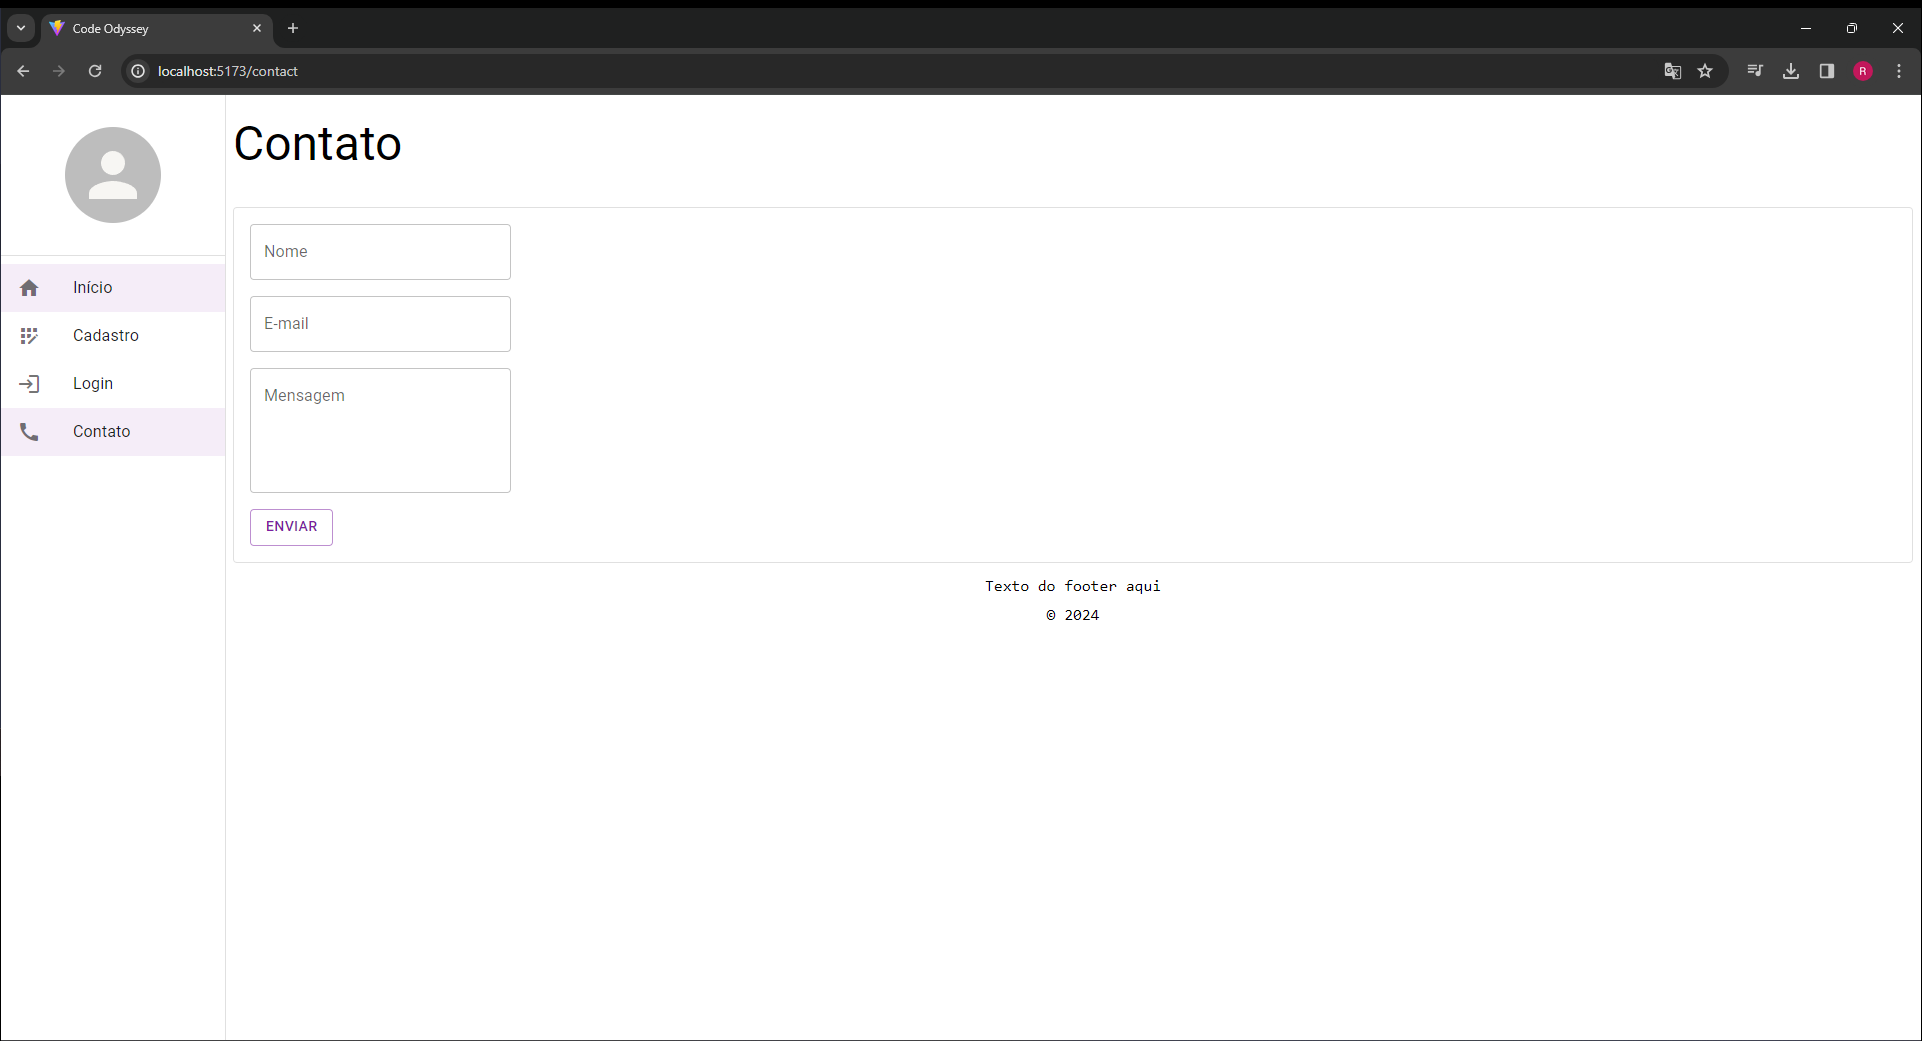 Code Odyssey
localhost:5173/contact
R
Contato
Início
Cadastro
Login
Contato
Nome
E-mail
Mensagem
ENVIAR
Texto do footer aqui
© 2024